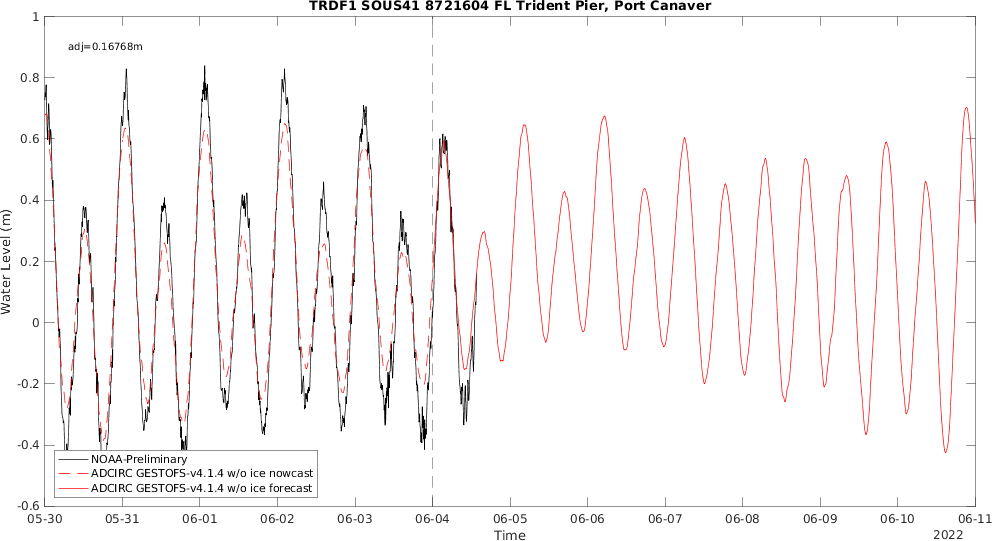 TRDF1 SOUS41 8721604 FL Trident Pier, Port Canaver
adj=0.16768m
1
0.8
0.6
0.4
0.2
0
-0.2
-0.4
-0.6
Water Level (m)
NOAA-Preliminary
ADCIRC GESTOFS-v4.1.4 w/o ice nowcast
ADCIRC GESTOFS-v4.1.4 w/o ice forecast
05-30 05-31 06-01 06-02 06-03 06-04 06-05 06-06 06-07 06-08 06-09 06-10 06-11
Time
2022